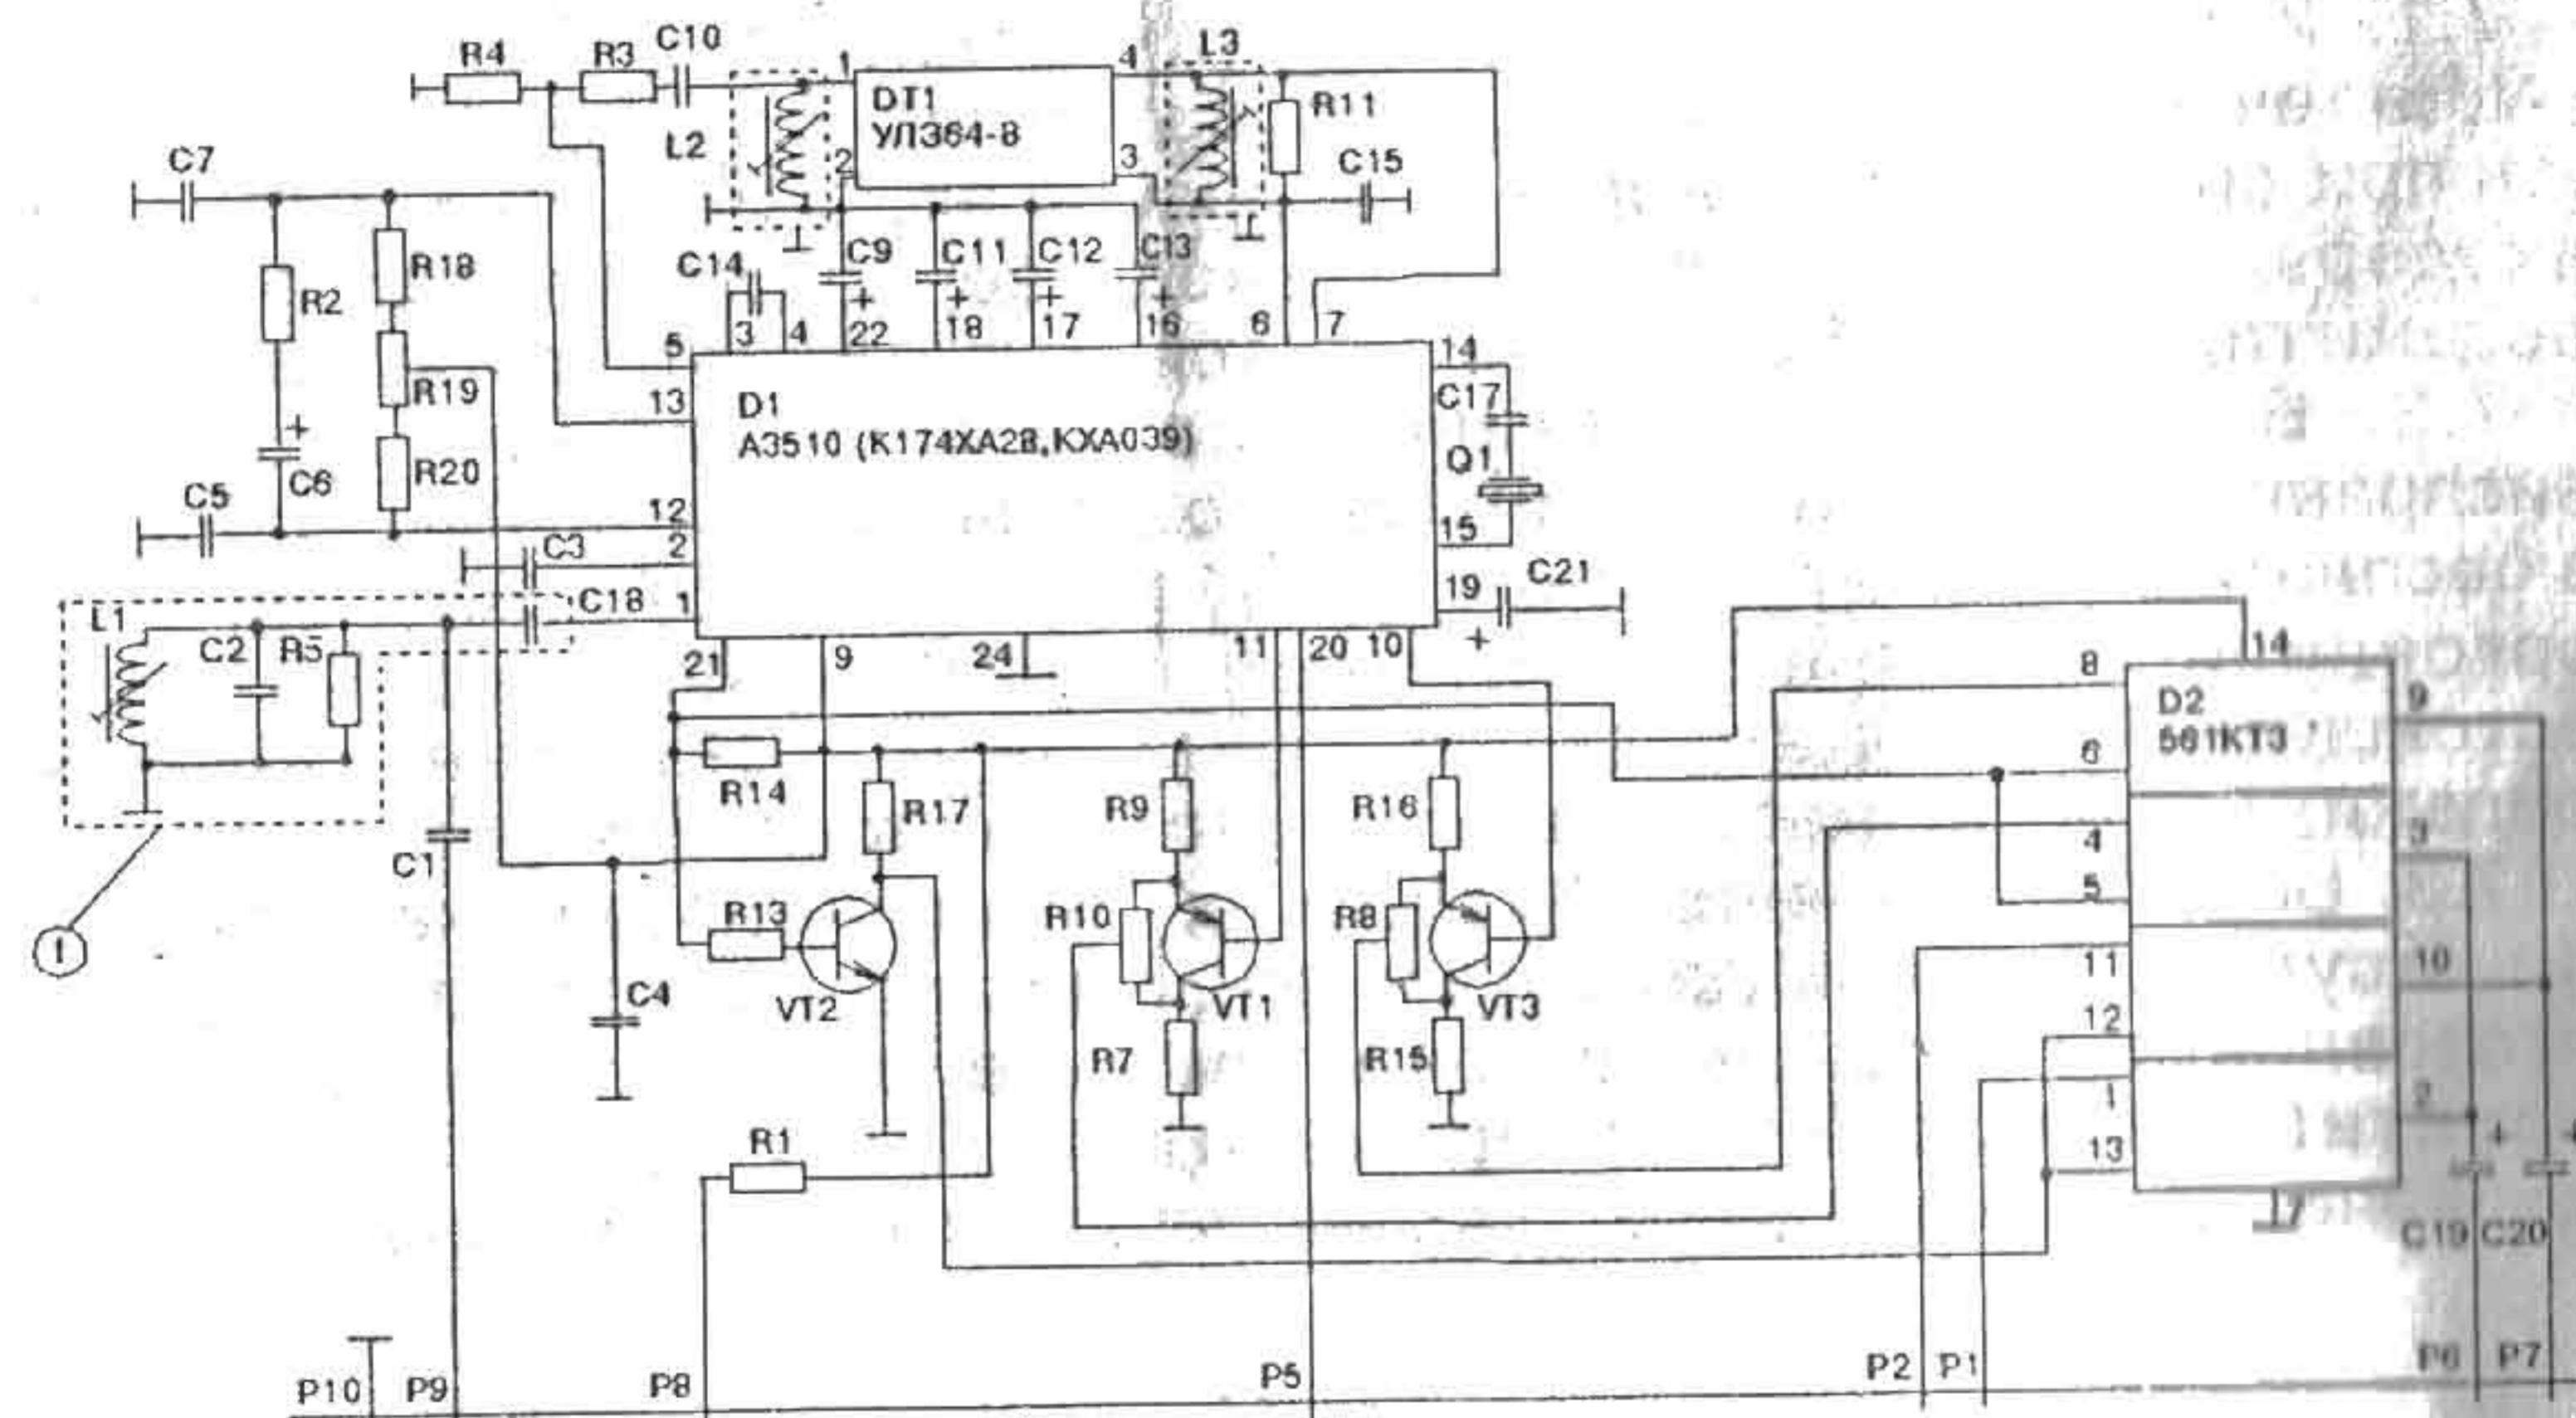 R4
R3
C10
1
4
L3
DT1
УПЗ64-8
L2
2
3
R11
C7
C15
R18
R2
C14
C9
C11
C12
C13
+
+
+
+
3
4
22
18
17
16
6
7
5
14
13
R19
D1
A3510 (К174ХА28,КХА039)
C17
+
C6
R20
Q1
C5
12
15
2
C3
19
C21
+
L1
C18
1
C2
R5
21
9
24
11
20
10
14
8
D2
561КТ3
9
6
R14
R17
R9
R16
C1
4
3
5
1
R13
R10
R8
C4
VT2
VT1
VT3
11
10
12
R7
R15
1
2
R1
13
+
7
C19
C20
P10
P9
P8
P5
P2
P1
P6
P7